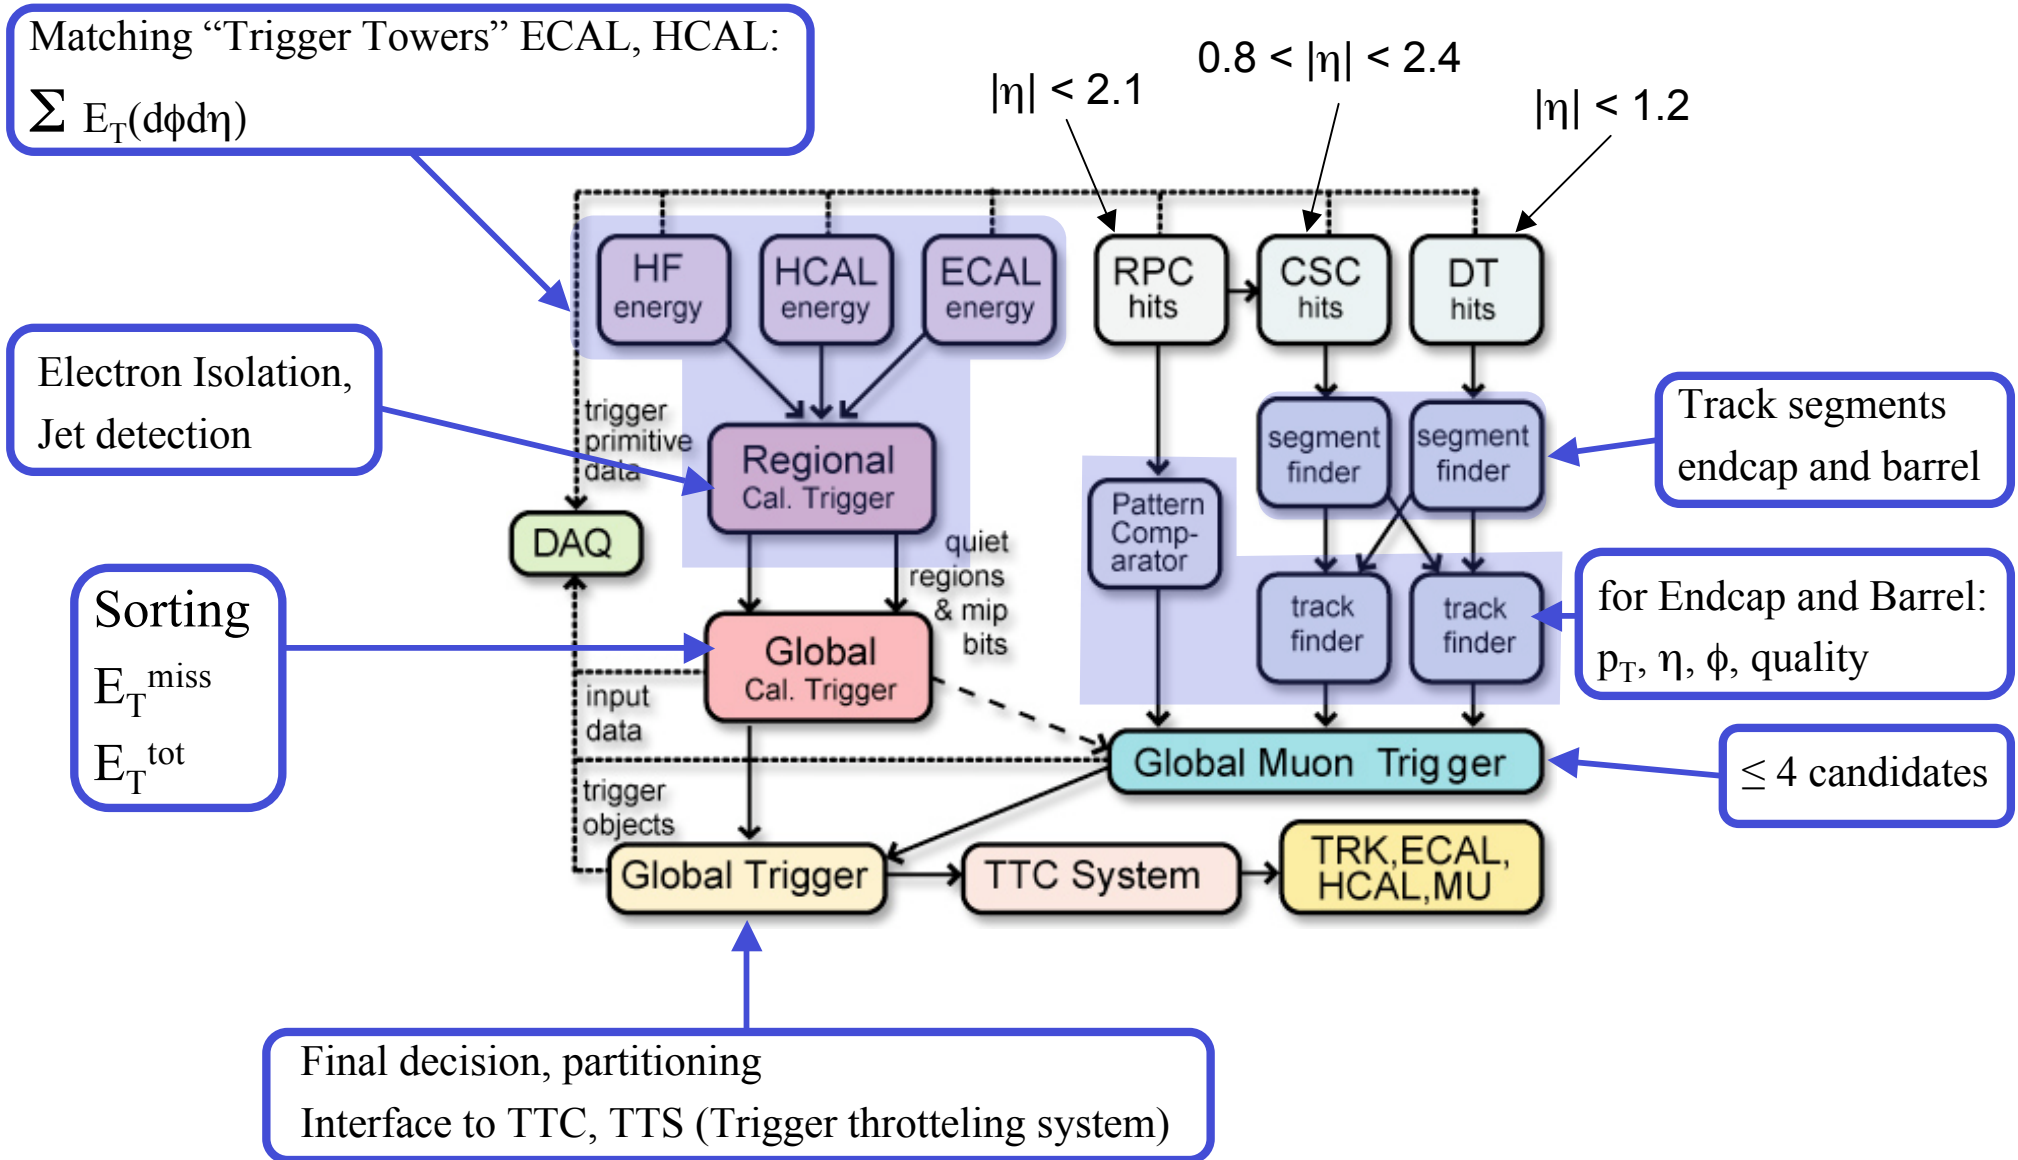 Matching “Trigger Towers” ECAL, HCAL:
Σ E_T(dϕdη)
|η| < 2.1
0.8 < |η| < 2.4
|η| < 1.2
HF
energy
HCAL
energy
ECAL
energy
RPC
hits
CSC
hits
DT
hits
Electron Isolation,
Jet detection
trigger
primitive
data
Regional
Cal. Trigger
segment
finder
segment
finder
Track segments
endcap and barrel
Pattern
Comp-
arator
DAQ
quiet
regions
& mip
bits
Sorting
E_T^miss
E_T^tot
Global
Cal. Trigger
track
finder
track
finder
for Endcap and Barrel:
p_T, η, ϕ, quality
input
data
Global Muon Trigger
≤ 4 candidates
trigger
objects
Global Trigger
TTC System
TRK,ECAL,
HCAL,MU
Final decision, partitioning
Interface to TTC, TTS (Trigger throtteling system)